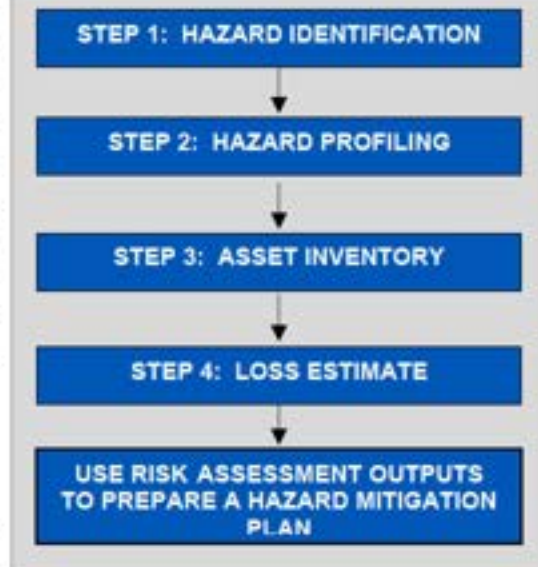 STEP 1: HAZARD IDENTIFICATION
STEP 2: HAZARD PROFILING
STEP 3: ASSET INVENTORY
STEP 4: LOSS ESTIMATE
USE RISK ASSESSMENT OUTPUTS
TO PREPARE A HAZARD MITIGATION
PLAN